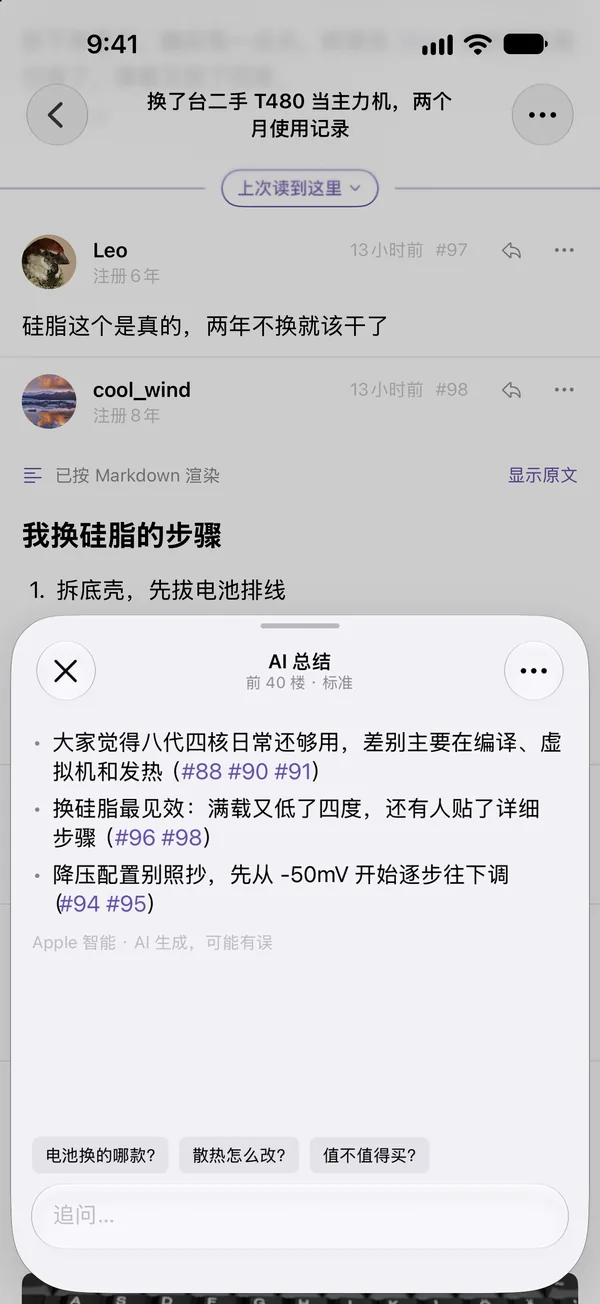 9:41
换了台二手 T480 当主力机，两个
月使用记录
上次读到这里
Leo
13小时前 #97
注册 6 年
硅脂这个是真的，两年不换就该干了
cool_wind
13小时前 #98
注册 8 年
已按 Markdown 渲染
显示原文
我换硅脂的步骤
1. 拆底壳，先拔电池排线
AI 总结
前 40 楼 · 标准
• 大家觉得八代四核日常还够用，差别主要在编译、虚
拟机和发热（#88 #90 #91）
• 换硅脂最见效：满载又低了四度，还有人贴了详细
步骤（#96 #98）
• 降压配置别照抄，先从 -50mV 开始逐步往下调
（#94 #95）
Apple 智能 · AI 生成，可能有误
电池换的哪款？
散热怎么改？
值不值得买？
追问...
A S D F G H J K L